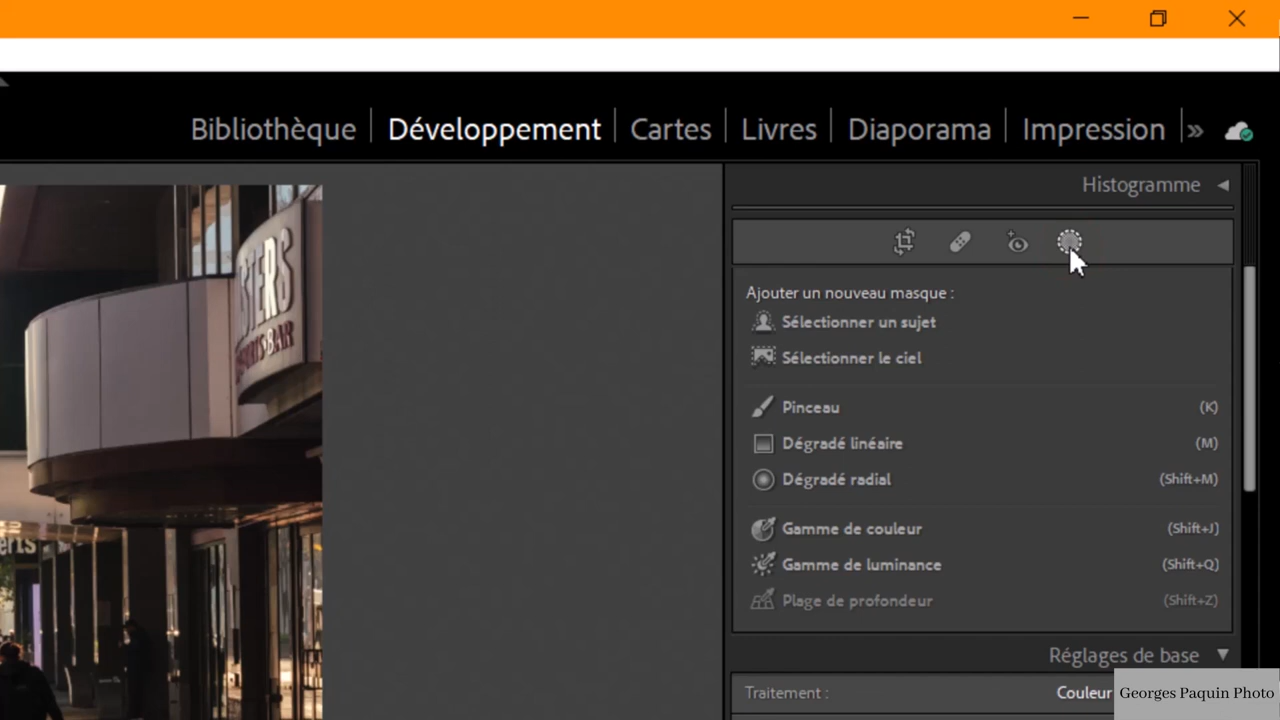 Bibliothèque Développement Cartes Livres Diaporama Impression »
Histogramme
Ajouter un nouveau masque :
Sélectionner un sujet
Sélectionner le ciel
Pinceau (K)
Dégradé linéaire (M)
Dégradé radial (Shift+M)
Gamme de couleur (Shift+J)
Gamme de luminance (Shift+Q)
Plage de profondeur (Shift+Z)
Réglages de base
Traitement : Couleur
Georges Paquin Photo
STERS
BAR